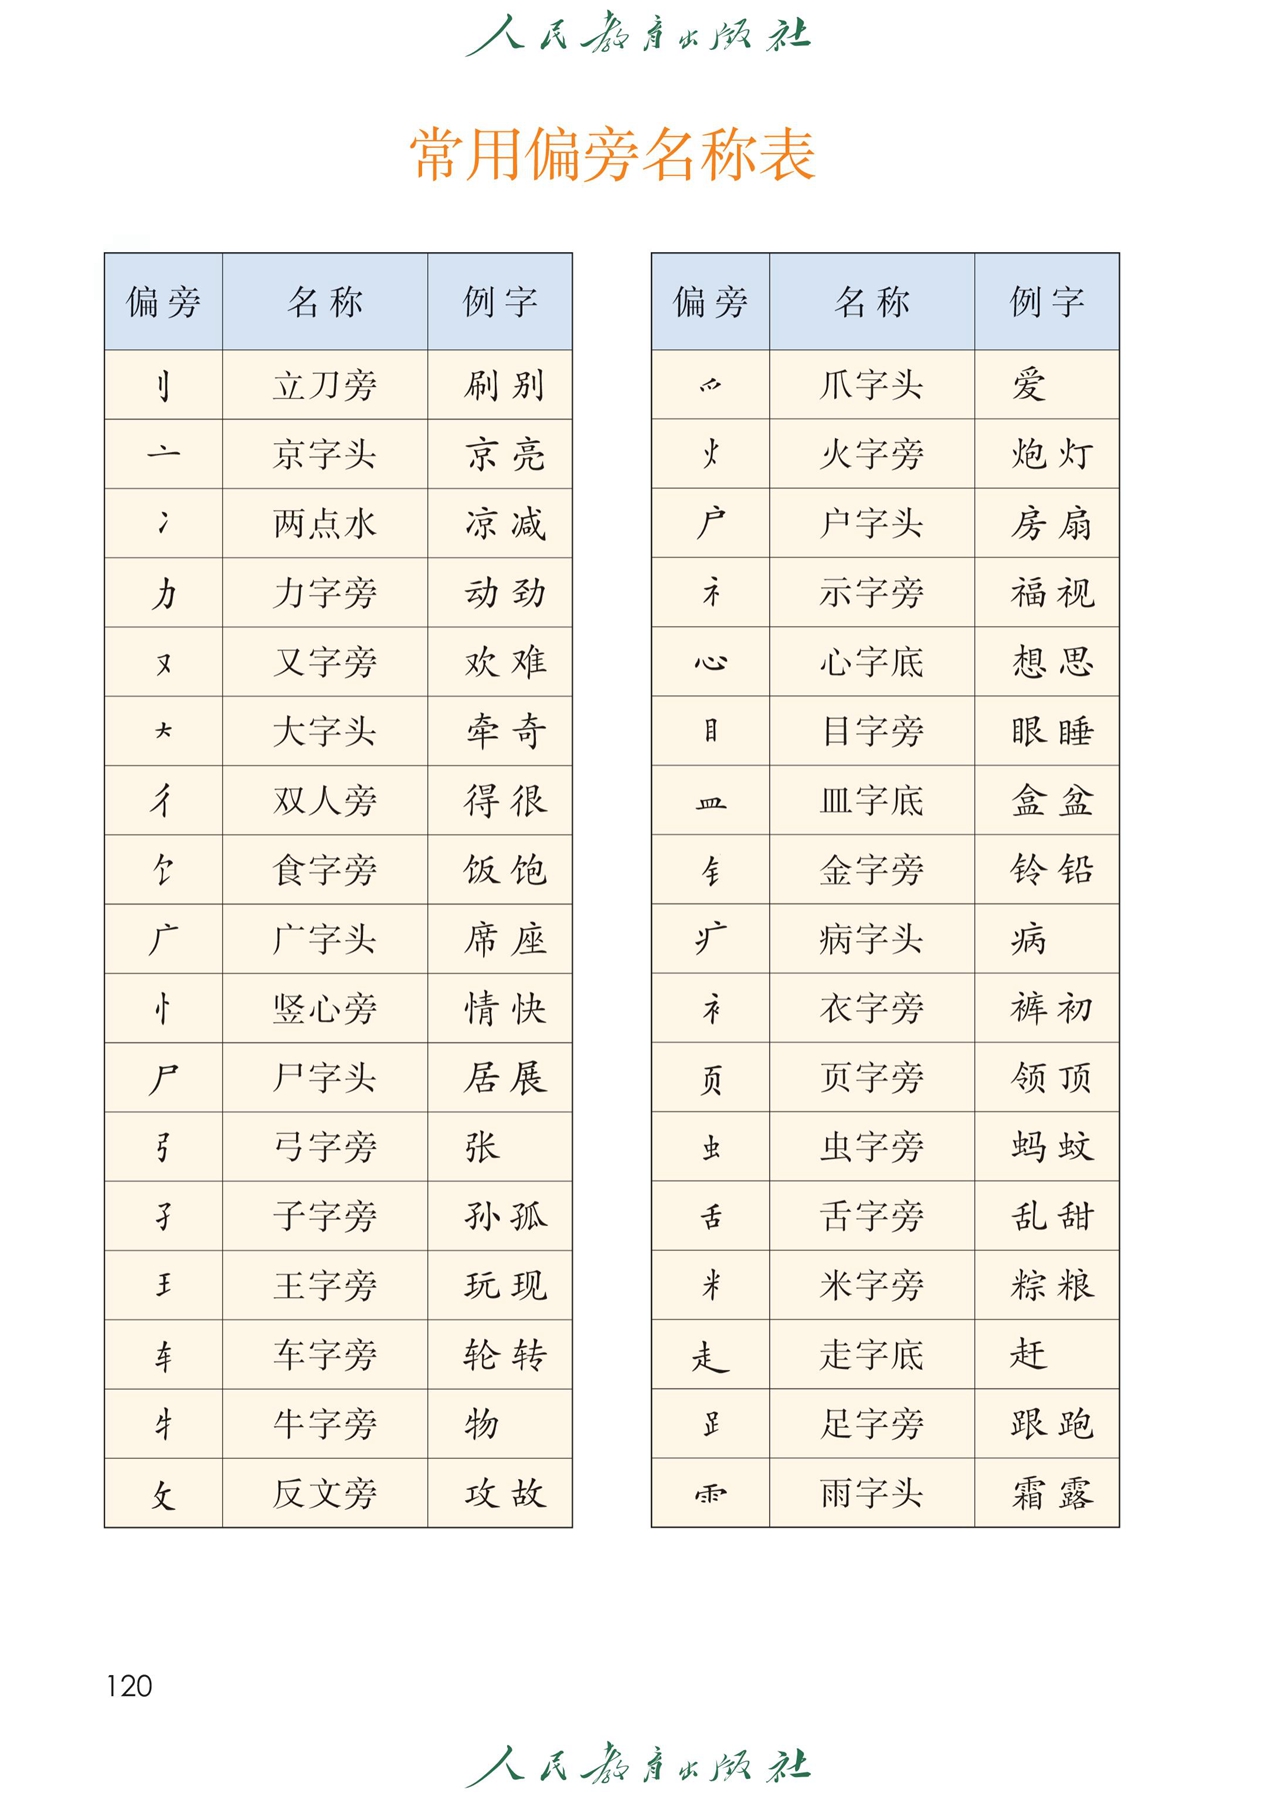 人民教育出版社
常用偏旁名称表
偏旁 名称 例字
刂 立刀旁 刷 别
亠 京字头 京 亮
冫 两点水 凉 减
力 力字旁 动 劲
又 又字旁 欢 难
大 大字头 牵 奇
彳 双人旁 得 很
饣 食字旁 饭 饱
广 广字头 席 座
忄 竖心旁 情 快
尸 尸字头 居 展
弓 弓字旁 张
孑 子字旁 孙 孤
王 王字旁 玩 现
车 车字旁 轮 转
牜 牛字旁 物
攵 反文旁 攻 故
偏旁 名称 例字
爫 爪字头 爱
火 火字旁 炮 灯
户 户字头 房 扇
礻 示字旁 福 视
心 心字底 想 思
目 目字旁 眼 睡
皿 皿字底 盒 盆
钅 金字旁 铃 铅
疒 病字头 病
衤 衣字旁 裤 初
页 页字旁 领 顶
虫 虫字旁 蚂 蚊
舌 舌字旁 乱 甜
米 米字旁 粽 粮
走 走字底 赶
𧾷 足字旁 跟 跑
⻗ 雨字头 霜 露
120
人民教育出版社